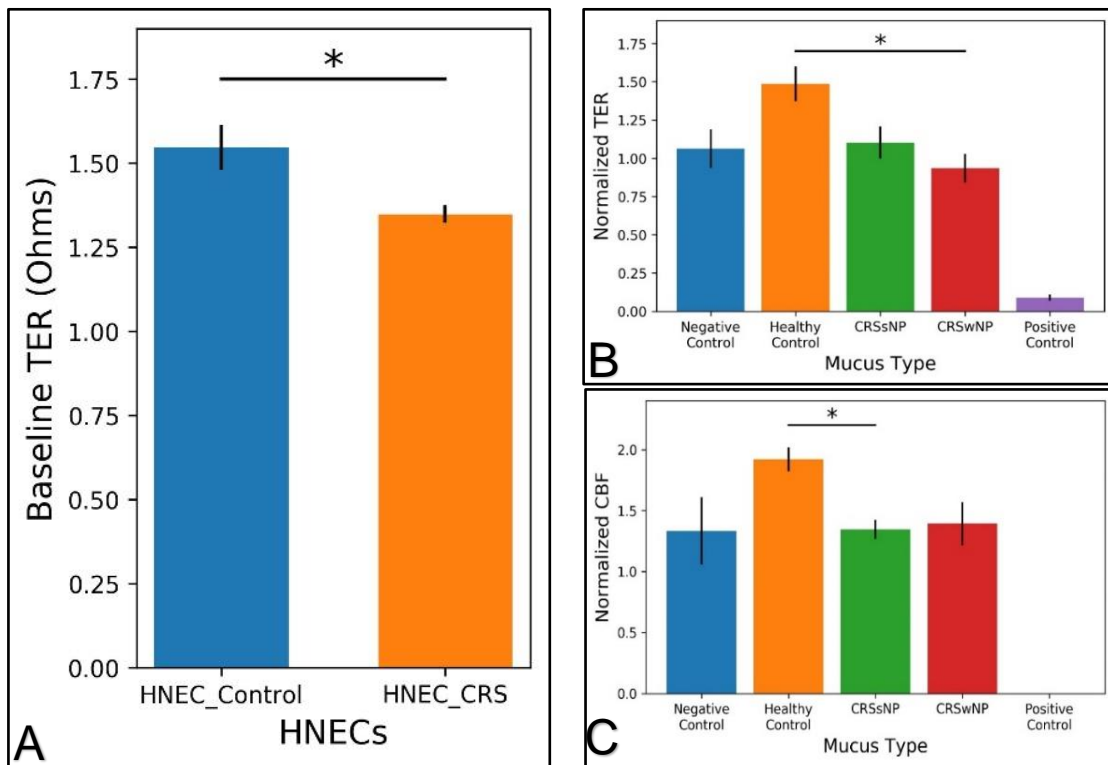 *
1.75
1.50
1.25
1.00
0.75
0.50
0.25
0.00
Baseline TER (Ohms)
HNEC_Control HNEC_CRS
HNECs
A
*
1.75
1.50
1.25
1.00
0.75
0.50
0.25
0.00
Normalized TER
Negative Control
Healthy Control
CRSsNP
CRSwNP
Positive Control
Mucus Type
B
*
2.0
1.5
1.0
0.5
0.0
Normalized CBF
Negative Control
Healthy Control
CRSsNP
CRSwNP
Positive Control
Mucus Type
C